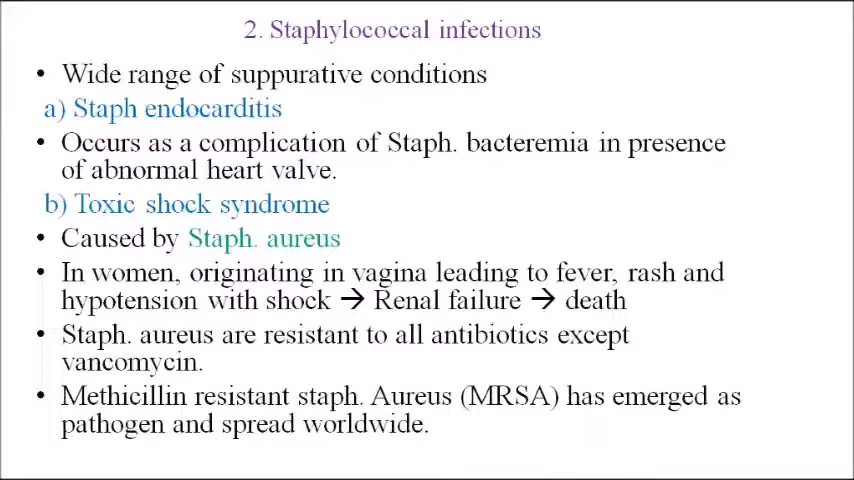 2. Staphylococcal infections
• Wide range of suppurative conditions
a) Staph endocarditis
• Occurs as a complication of Staph. bacteremia in presence
of abnormal heart valve.
b) Toxic shock syndrome
• Caused by Staph. aureus
• In women, originating in vagina leading to fever, rash and
hypotension with shock → Renal failure → death
• Staph. aureus are resistant to all antibiotics except
vancomycin.
• Methicillin resistant staph. Aureus (MRSA) has emerged as
pathogen and spread worldwide.